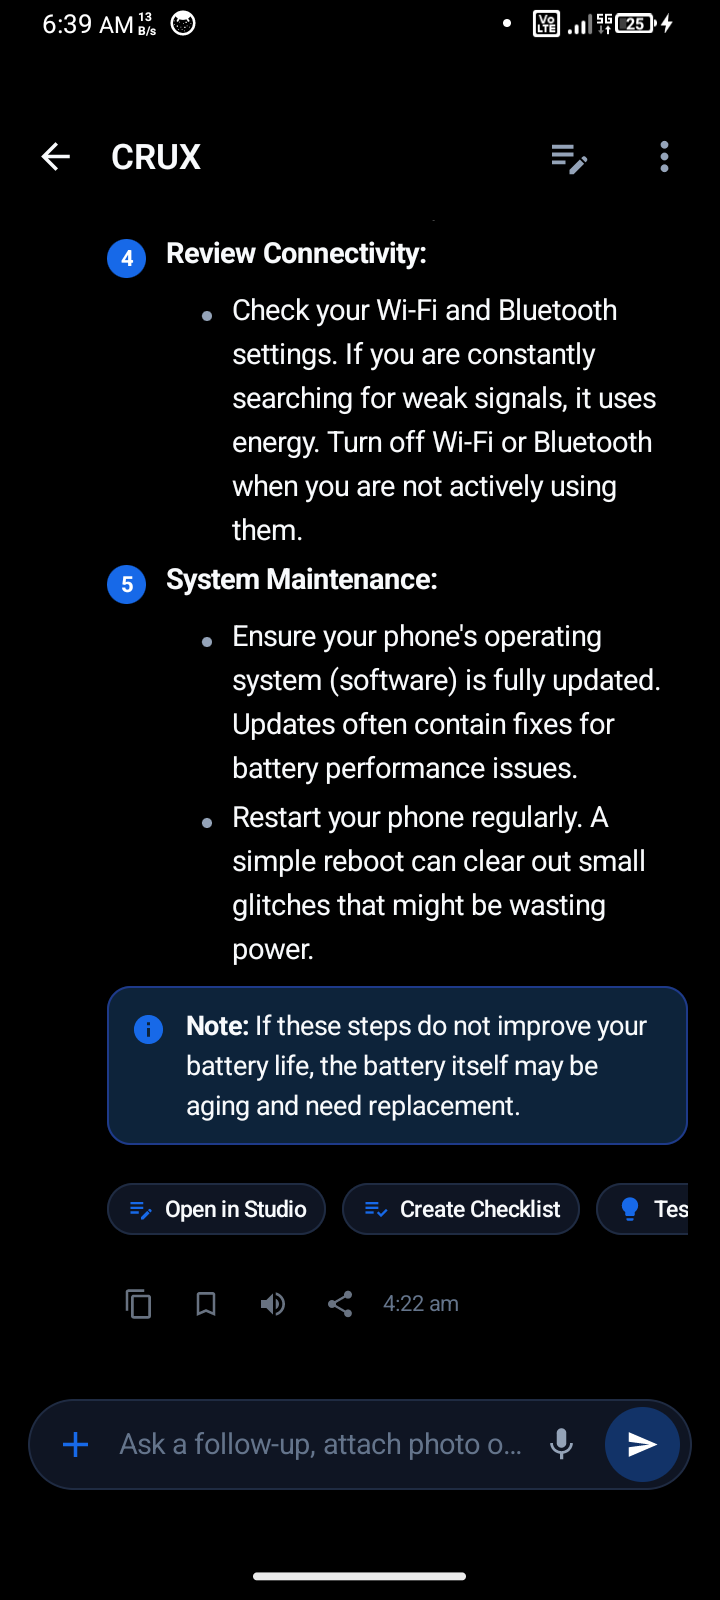 6:39 AM 13 B/s Vo LTE 5G 25
CRUX
4 Review Connectivity:
Check your Wi-Fi and Bluetooth
settings. If you are constantly
searching for weak signals, it uses
energy. Turn off Wi-Fi or Bluetooth
when you are not actively using
them.
5 System Maintenance:
Ensure your phone's operating
system (software) is fully updated.
Updates often contain fixes for
battery performance issues.
Restart your phone regularly. A
simple reboot can clear out small
glitches that might be wasting
power.
Note: If these steps do not improve your
battery life, the battery itself may be
aging and need replacement.
Open in Studio Create Checklist Tes
4:22 am
Ask a follow-up, attach photo o...